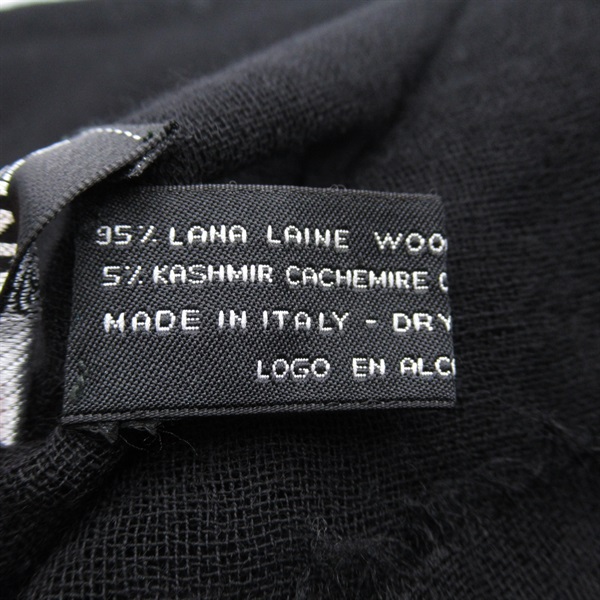 95% LANA LAINE WOO
5% KASHMIR CACHEMIRE C
MADE IN ITALY - DRY
LOGO EN ALC